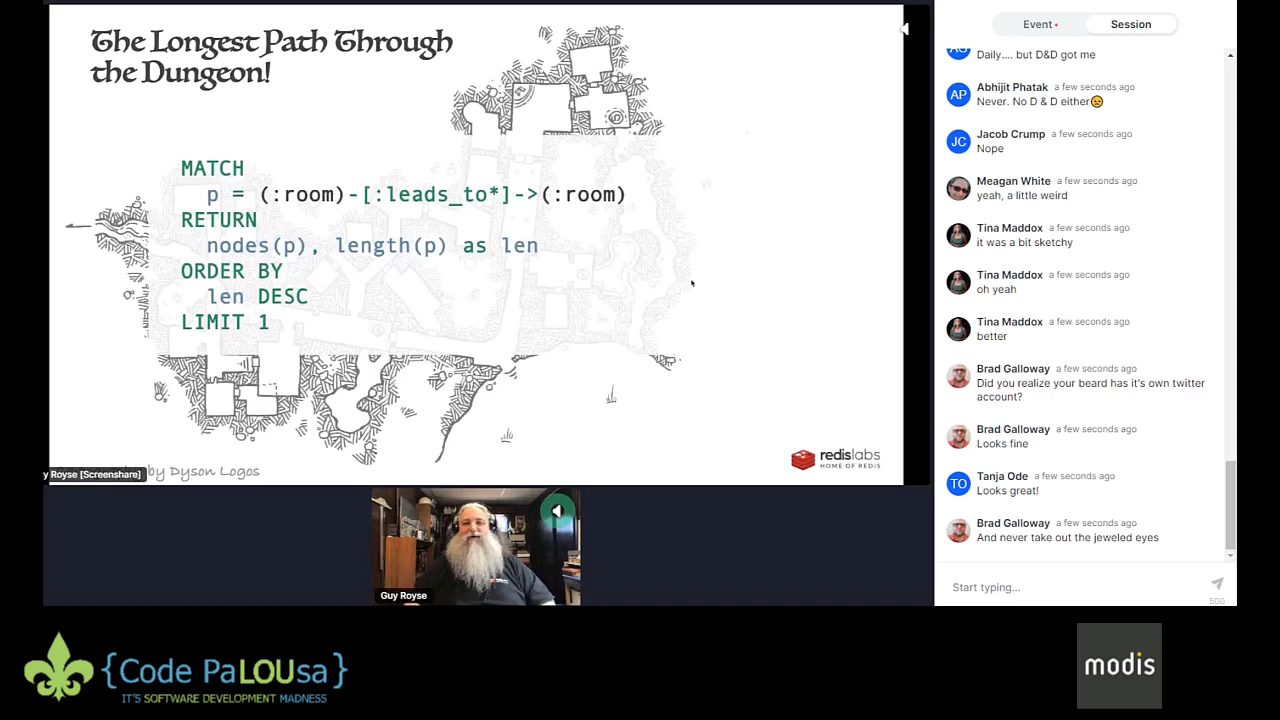 The Longest Path Through
the Dungeon!
MATCH
p = (:room)-[:leads_to*]->(:room)
RETURN
nodes(p), length(p) as len
ORDER BY
len DESC
LIMIT 1
by Dyson Logos
y Royse [Screenshare]
redislabs
HOME OF REDIS
Guy Royse
Event
Session
Daily.... but D&D got me
AP
Abhijit Phatak a few seconds ago
Never. No D & D either😠
JC
Jacob Crump a few seconds ago
Nope
Meagan White a few seconds ago
yeah, a little weird
Tina Maddox a few seconds ago
it was a bit sketchy
Tina Maddox a few seconds ago
oh yeah
Tina Maddox a few seconds ago
better
Brad Galloway a few seconds ago
Did you realize your beard has it's own twitter
account?
Brad Galloway a few seconds ago
Looks fine
TO
Tanja Ode a few seconds ago
Looks great!
Brad Galloway a few seconds ago
And never take out the jeweled eyes
Start typing...
500
{Code PaLOUsa}
IT'S SOFTWARE DEVELOPMENT MADNESS
modis